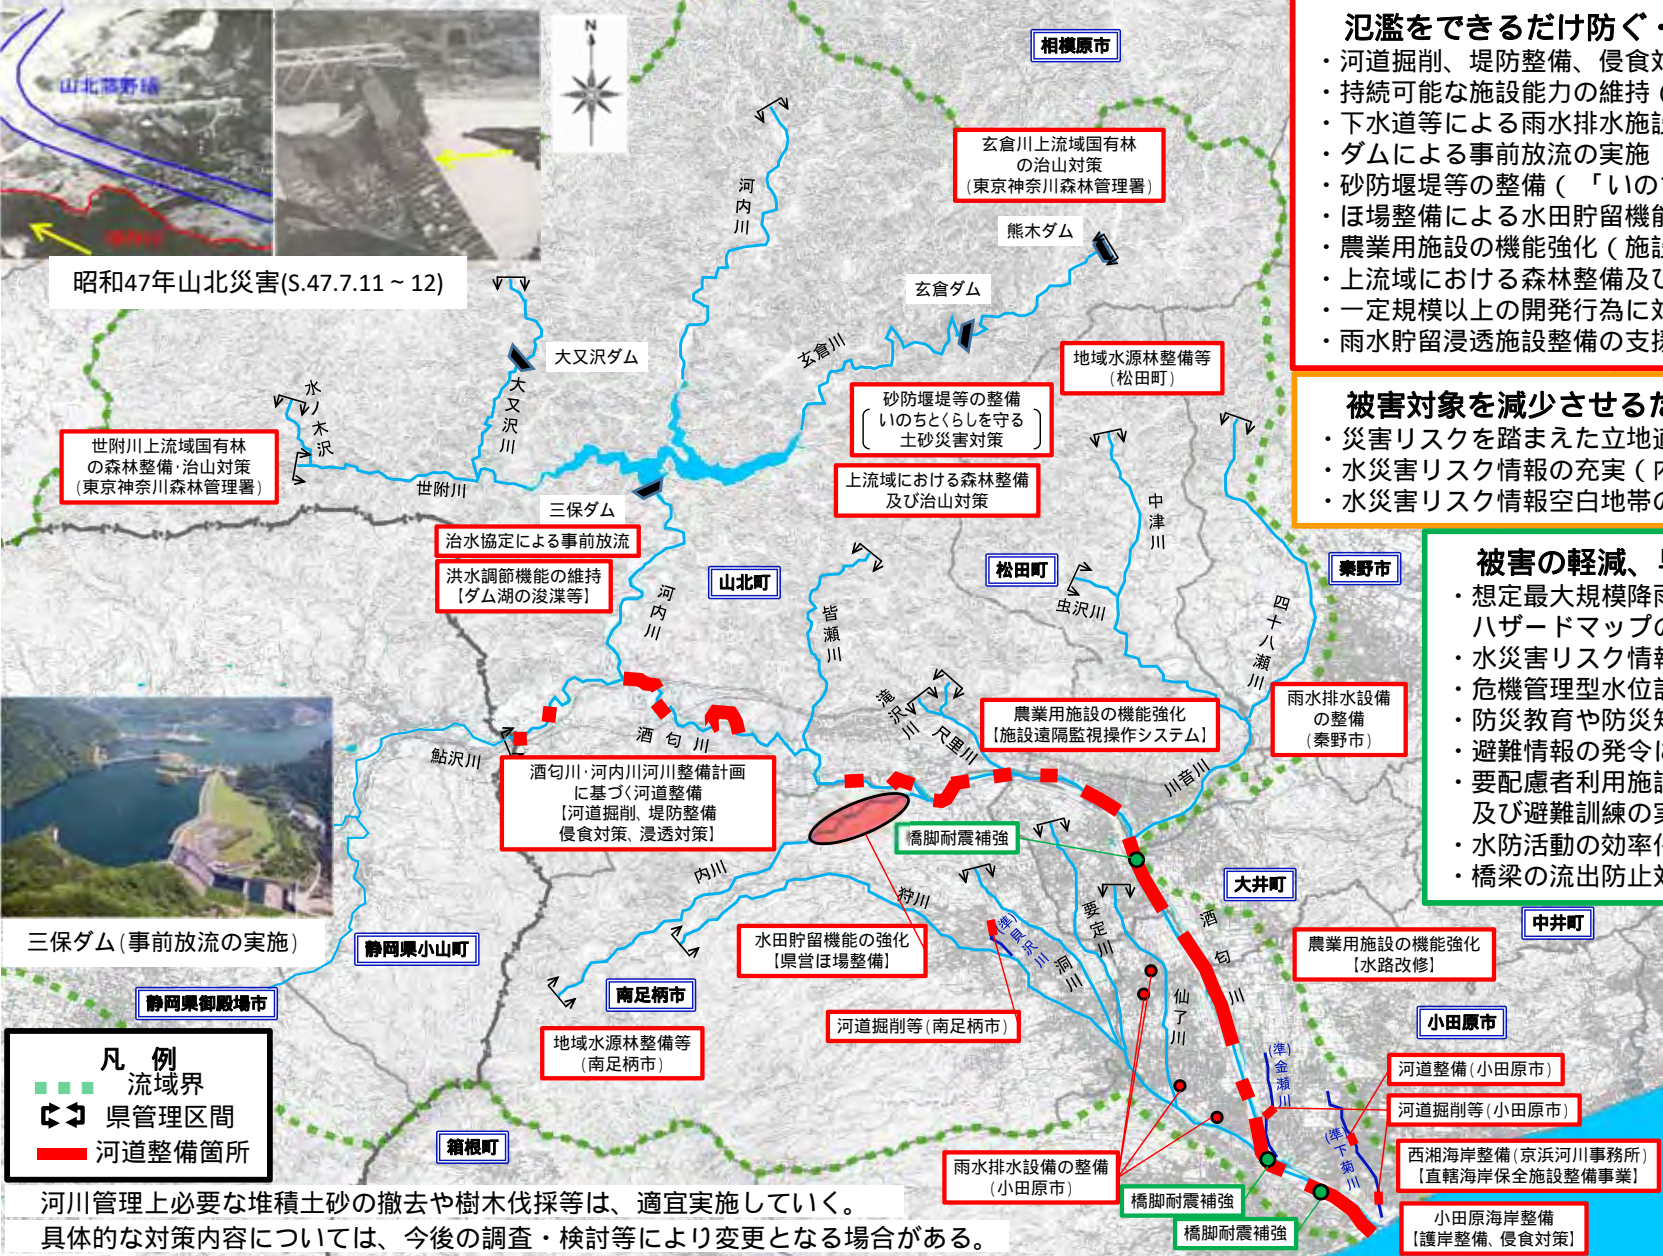 山北藤野場
昭和47年山北災害(S.47.7.11～12)
N
相模原市
玄倉川上流域国有林
の治山対策
(東京神奈川森林管理署)
河内川
熊木ダム
玄倉ダム
玄倉川
大又沢ダム
大又沢川
水ノ木沢
世附川上流域国有林
の森林整備･治山対策
(東京神奈川森林管理署)
世附川
三保ダム
地域水源林整備等
(松田町)
砂防堰堤等の整備
いのちとくらしを守る
土砂災害対策
上流域における森林整備
及び治山対策
治水協定による事前放流
洪水調節機能の維持
【ダム湖の浚渫等】
山北町
松田町
秦野市
中津川
虫沢川
四十八瀬川
河内川
皆瀬川
滝沢川
尺里川
農業用施設の機能強化
【施設遠隔監視操作システム】
雨水排水設備
の整備
(秦野市)
川音川
鮎沢川
酒匂川
酒匂川･河内川河川整備計画
に基づく河道整備
【河道掘削、堤防整備
侵食対策、浸透対策】
橋脚耐震補強
内川
狩川
三保ダム(事前放流の実施)
静岡県小山町
静岡県御殿場市
南足柄市
水田貯留機能の強化
【県営ほ場整備】
(準)貝沢川
洞川
要定川
仙了川
酒匂川
大井町
中井町
農業用施設の機能強化
【水路改修】
小田原市
地域水源林整備等
(南足柄市)
河道掘削等(南足柄市)
箱根町
雨水排水設備の整備
(小田原市)
橋脚耐震補強
橋脚耐震補強
(準)金瀬川
(準)下菊川
河道整備(小田原市)
河道掘削等(小田原市)
西湘海岸整備(京浜河川事務所)
【直轄海岸保全施設整備事業】
小田原海岸整備
【護岸整備、侵食対策】
凡 例
流域界
県管理区間
河道整備箇所
河川管理上必要な堆積土砂の撤去や樹木伐採等は、適宜実施していく。
具体的な対策内容については、今後の調査・検討等により変更となる場合がある。
氾濫をできるだけ防ぐ・
・河道掘削、堤防整備、侵食対
・持続可能な施設能力の維持(
・下水道等による雨水排水施設
・ダムによる事前放流の実施
・砂防堰堤等の整備(「いの
・ほ場整備による水田貯留機能
・農業用施設の機能強化(施設
・上流域における森林整備及び
・一定規模以上の開発行為に対
・雨水貯留浸透施設整備の支援
被害対象を減少させるた
・災害リスクを踏まえた立地適
・水災害リスク情報の充実(内
・水災害リスク情報空白地帯の
被害の軽減、早
・想定最大規模降雨
ハザードマップの
・水災害リスク情報
・危機管理型水位計
・防災教育や防災知
・避難情報の発令に
・要配慮者利用施設
及び避難訓練の実
・水防活動の効率化
・橋梁の流出防止対